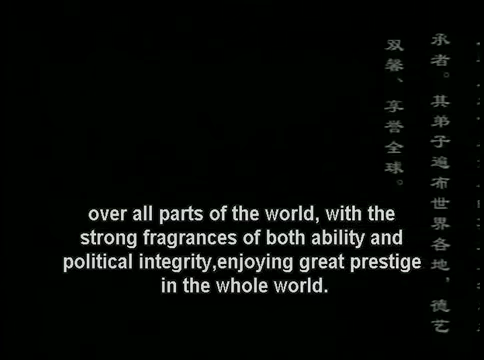 承者。其弟子遍布世界各地，德艺
双馨、享誉全球。
over all parts of the world, with the
strong fragrances of both ability and
political integrity,enjoying great prestige
in the whole world.